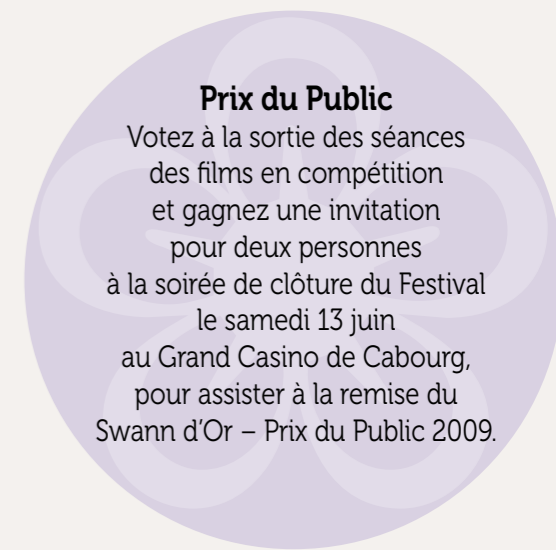 Prix du Public
Votez à la sortie des séances
des films en compétition
et gagnez une invitation
pour deux personnes
à la soirée de clôture du Festival
le samedi 13 juin
au Grand Casino de Cabourg,
pour assister à la remise du
Swann d'Or – Prix du Public 2009.